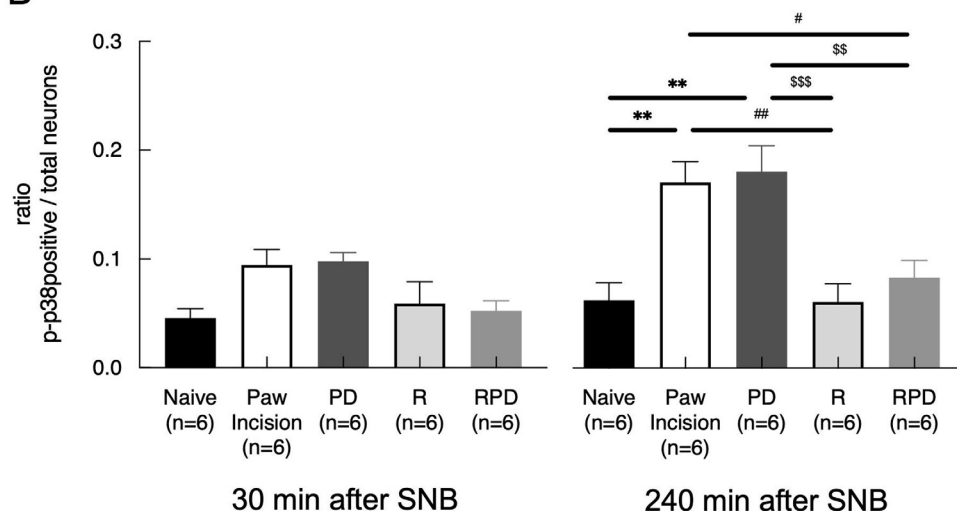 B
ratio
p-p38positive / total neurons
0.3
0.2
0.1
0.0
Naive
(n=6)
Paw
Incision
(n=6)
PD
(n=6)
R
(n=6)
RPD
(n=6)
30 min after SNB
#
$$
** $$$
** ##
Naive
(n=6)
Paw
Incision
(n=6)
PD
(n=6)
R
(n=6)
RPD
(n=6)
240 min after SNB